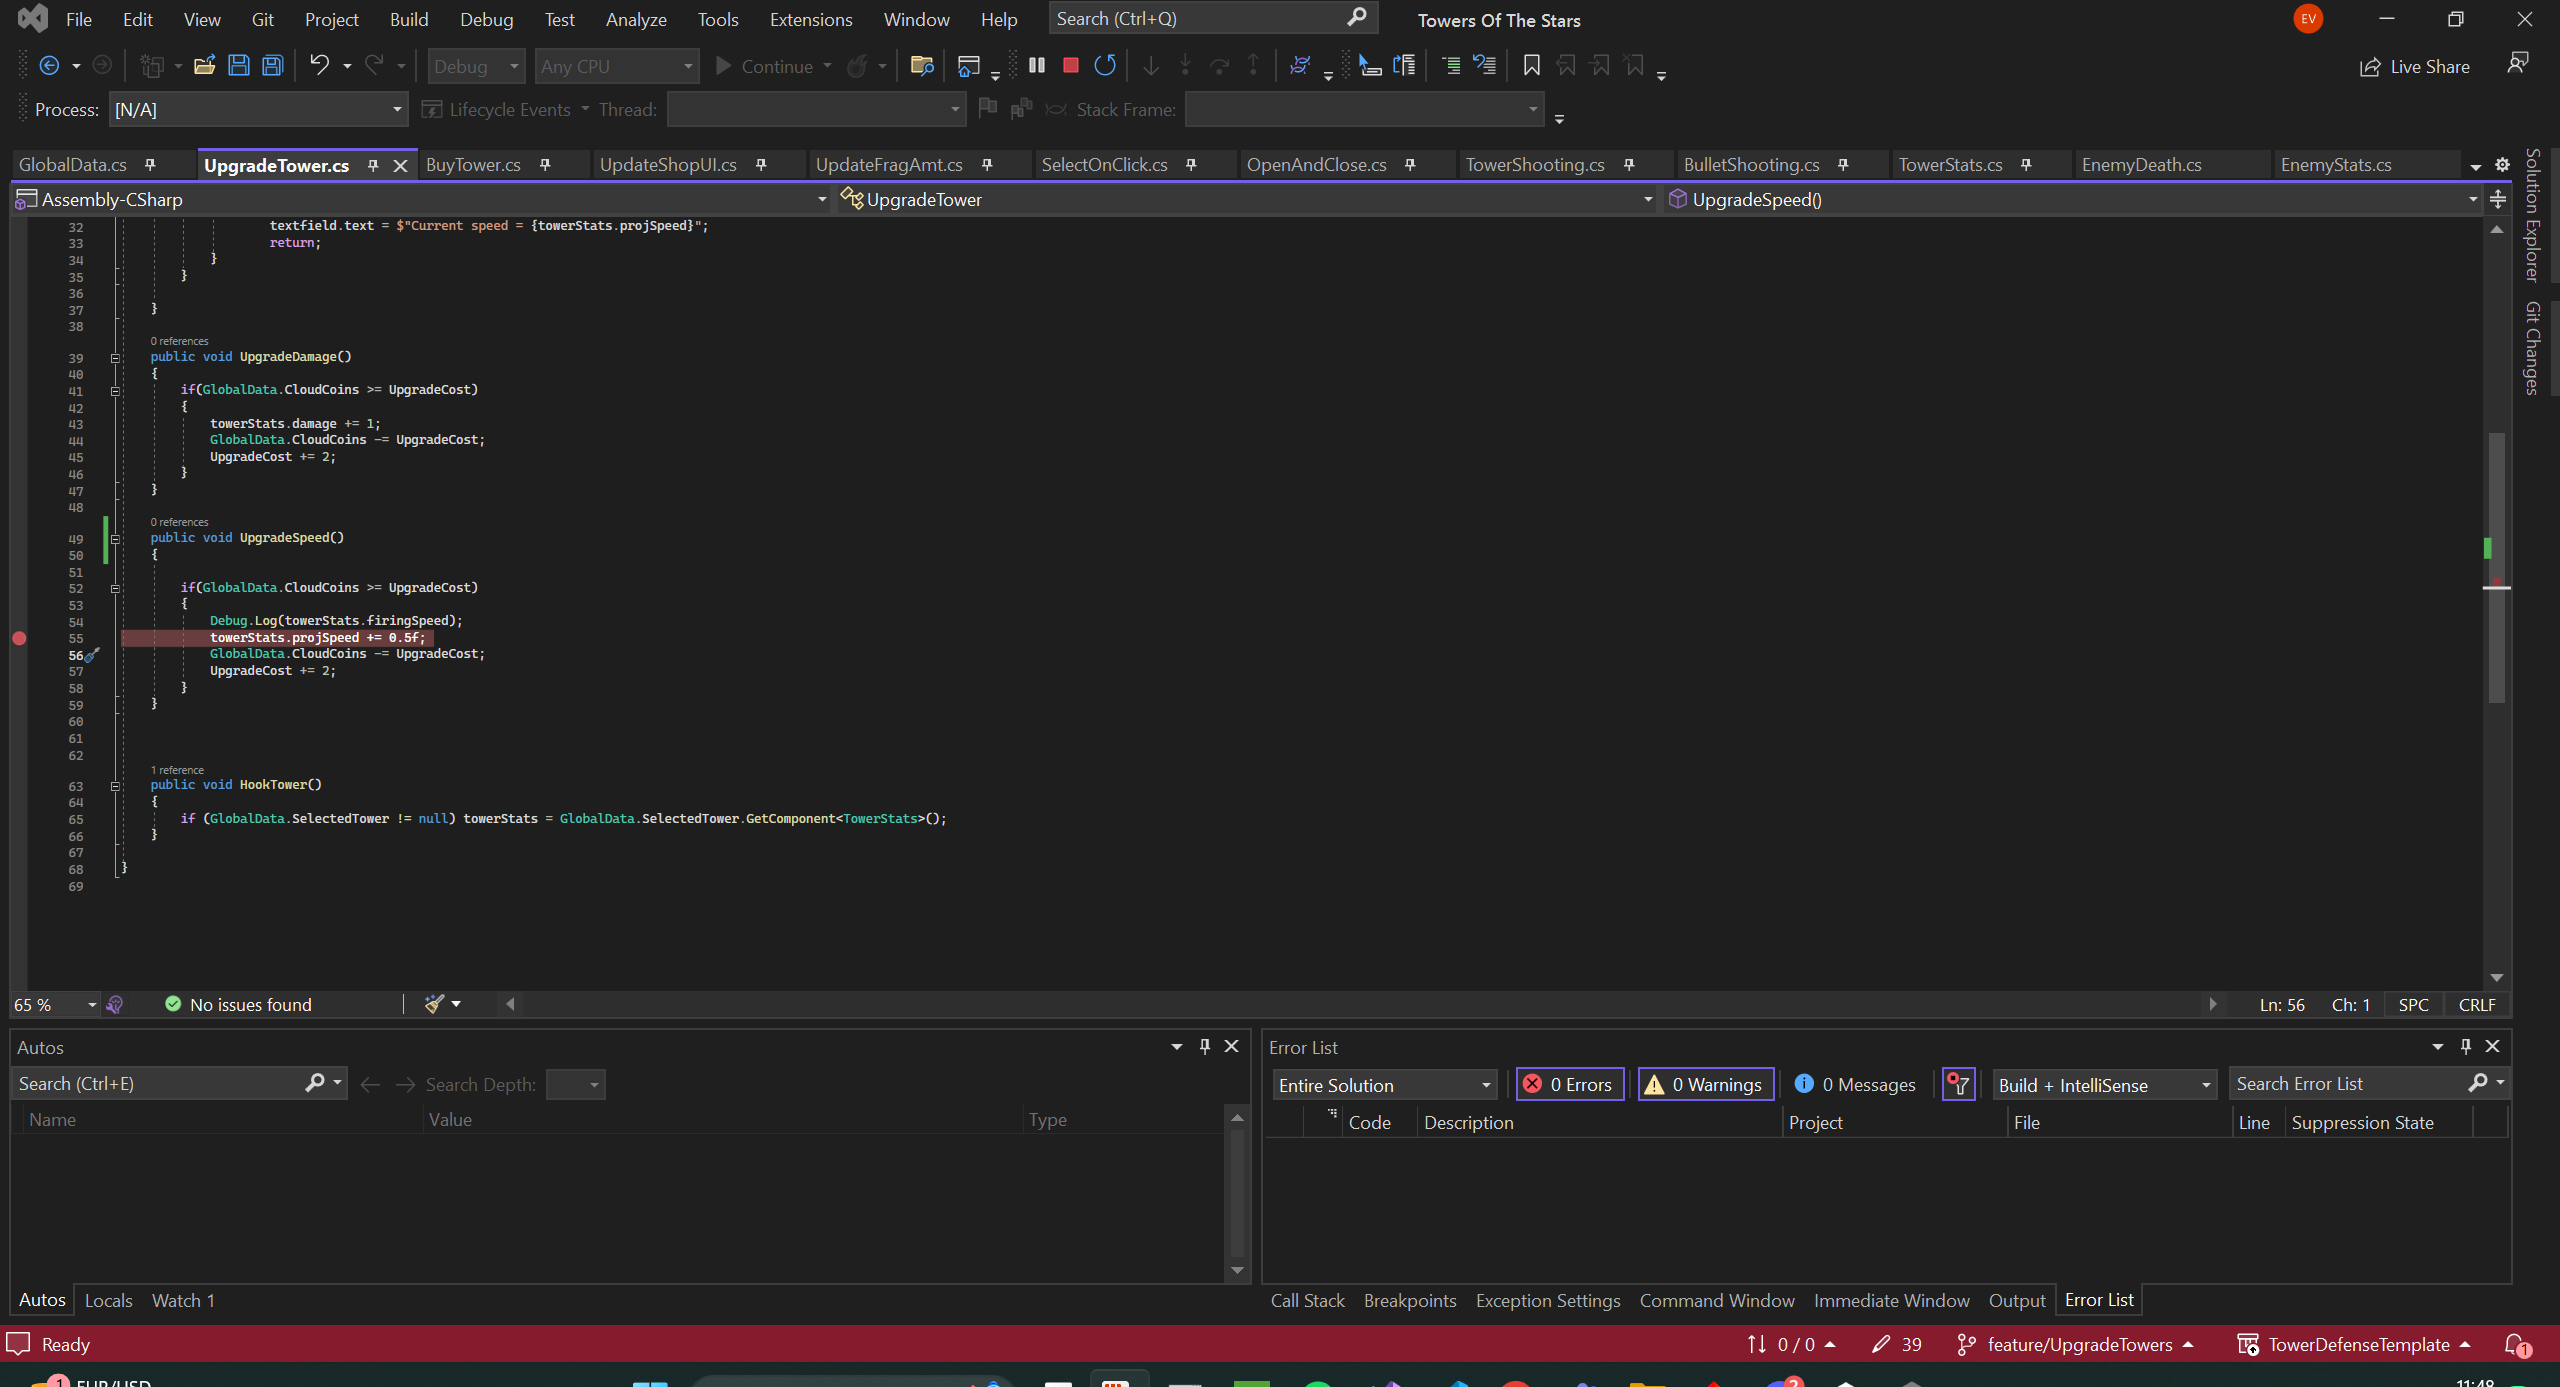 File Edit View Git Project Build Debug Test Analyze Tools Extensions Window Help Search (Ctrl+Q) Towers Of The Stars EV
Debug Any CPU Continue Live Share
Process: [N/A] Lifecycle Events Thread: Stack Frame:
GlobalData.cs UpgradeTower.cs BuyTower.cs UpdateShopUI.cs UpdateFragAmt.cs SelectOnClick.cs OpenAndClose.cs TowerShooting.cs BulletShooting.cs TowerStats.cs EnemyDeath.cs EnemyStats.cs
Assembly-CSharp UpgradeTower UpgradeSpeed()
Solution Explorer
Git Changes
32 textfield.text = $"Current speed = {towerStats.projSpeed}";
33 return;
34 }
35 }
36
37 }
38
0 references
39 public void UpgradeDamage()
40 {
41 if(GlobalData.CloudCoins >= UpgradeCost)
42 {
43 towerStats.damage += 1;
44 GlobalData.CloudCoins -= UpgradeCost;
45 UpgradeCost += 2;
46 }
47 }
48
0 references
49 public void UpgradeSpeed()
50 {
51
52 if(GlobalData.CloudCoins >= UpgradeCost)
53 {
54 Debug.Log(towerStats.firingSpeed);
55 towerStats.projSpeed += 0.5f;
56 GlobalData.CloudCoins -= UpgradeCost;
57 UpgradeCost += 2;
58 }
59 }
60
61
62
1 reference
63 public void HookTower()
64 {
65 if (GlobalData.SelectedTower != null) towerStats = GlobalData.SelectedTower.GetComponent<TowerStats>();
66 }
67
68 }
69
65 % No issues found Ln: 56 Ch: 1 SPC CRLF
Autos
Search (Ctrl+E) Search Depth:
Name Value Type
Autos Locals Watch 1
Error List
Entire Solution 0 Errors 0 Warnings 0 Messages Build + IntelliSense Search Error List
Code Description Project File Line Suppression State
Call Stack Breakpoints Exception Settings Command Window Immediate Window Output Error List
Ready 0 / 0 39 feature/UpgradeTowers TowerDefenseTemplate 1
1 EUR/USD 2 11:48